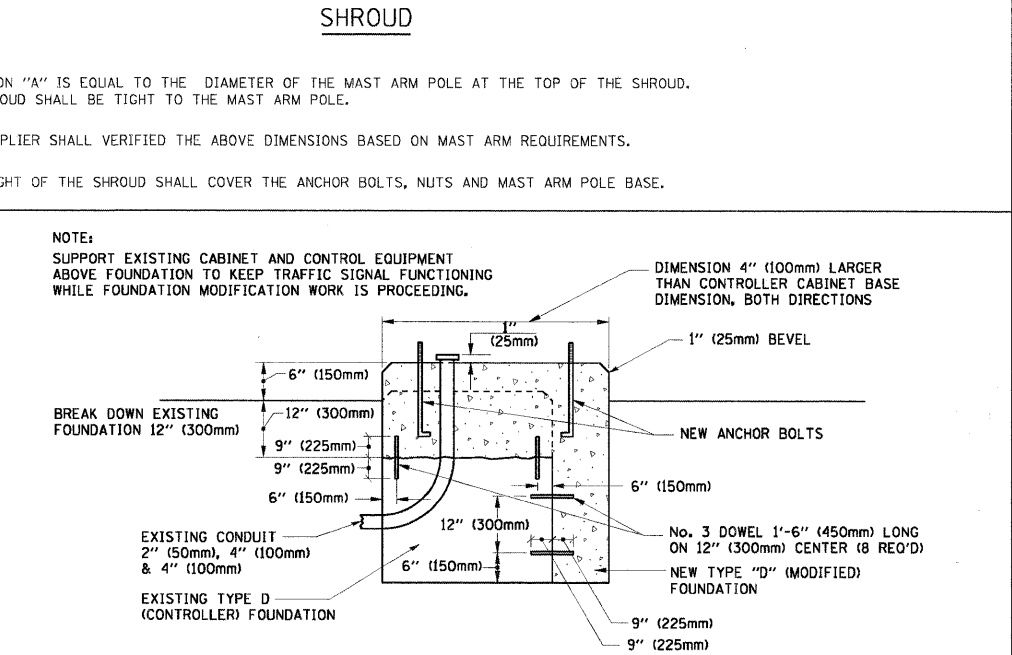 SHROUD
ON "A" IS EQUAL TO THE DIAMETER OF THE MAST ARM POLE AT THE TOP OF THE SHROUD.
OUD SHALL BE TIGHT TO THE MAST ARM POLE.
PLIER SHALL VERIFIED THE ABOVE DIMENSIONS BASED ON MAST ARM REQUIREMENTS.
GHT OF THE SHROUD SHALL COVER THE ANCHOR BOLTS, NUTS AND MAST ARM POLE BASE.
NOTE:
SUPPORT EXISTING CABINET AND CONTROL EQUIPMENT
ABOVE FOUNDATION TO KEEP TRAFFIC SIGNAL FUNCTIONING
WHILE FOUNDATION MODIFICATION WORK IS PROCEEDING.
DIMENSION 4" (100mm) LARGER
THAN CONTROLLER CABINET BASE
DIMENSION, BOTH DIRECTIONS
1"
(25mm)
1" (25mm) BEVEL
6" (150mm)
BREAK DOWN EXISTING
FOUNDATION 12" (300mm)
12" (300mm)
9" (225mm)
9" (225mm)
NEW ANCHOR BOLTS
6" (150mm)
6" (150mm)
12" (300mm)
No. 3 DOWEL 1'-6" (450mm) LONG
ON 12" (300mm) CENTER (8 REQ'D)
EXISTING CONDUIT
2" (50mm), 4" (100mm)
& 4" (100mm)
6" (150mm)
NEW TYPE "D" (MODIFIED)
FOUNDATION
EXISTING TYPE D
(CONTROLLER) FOUNDATION
9" (225mm)
9" (225mm)